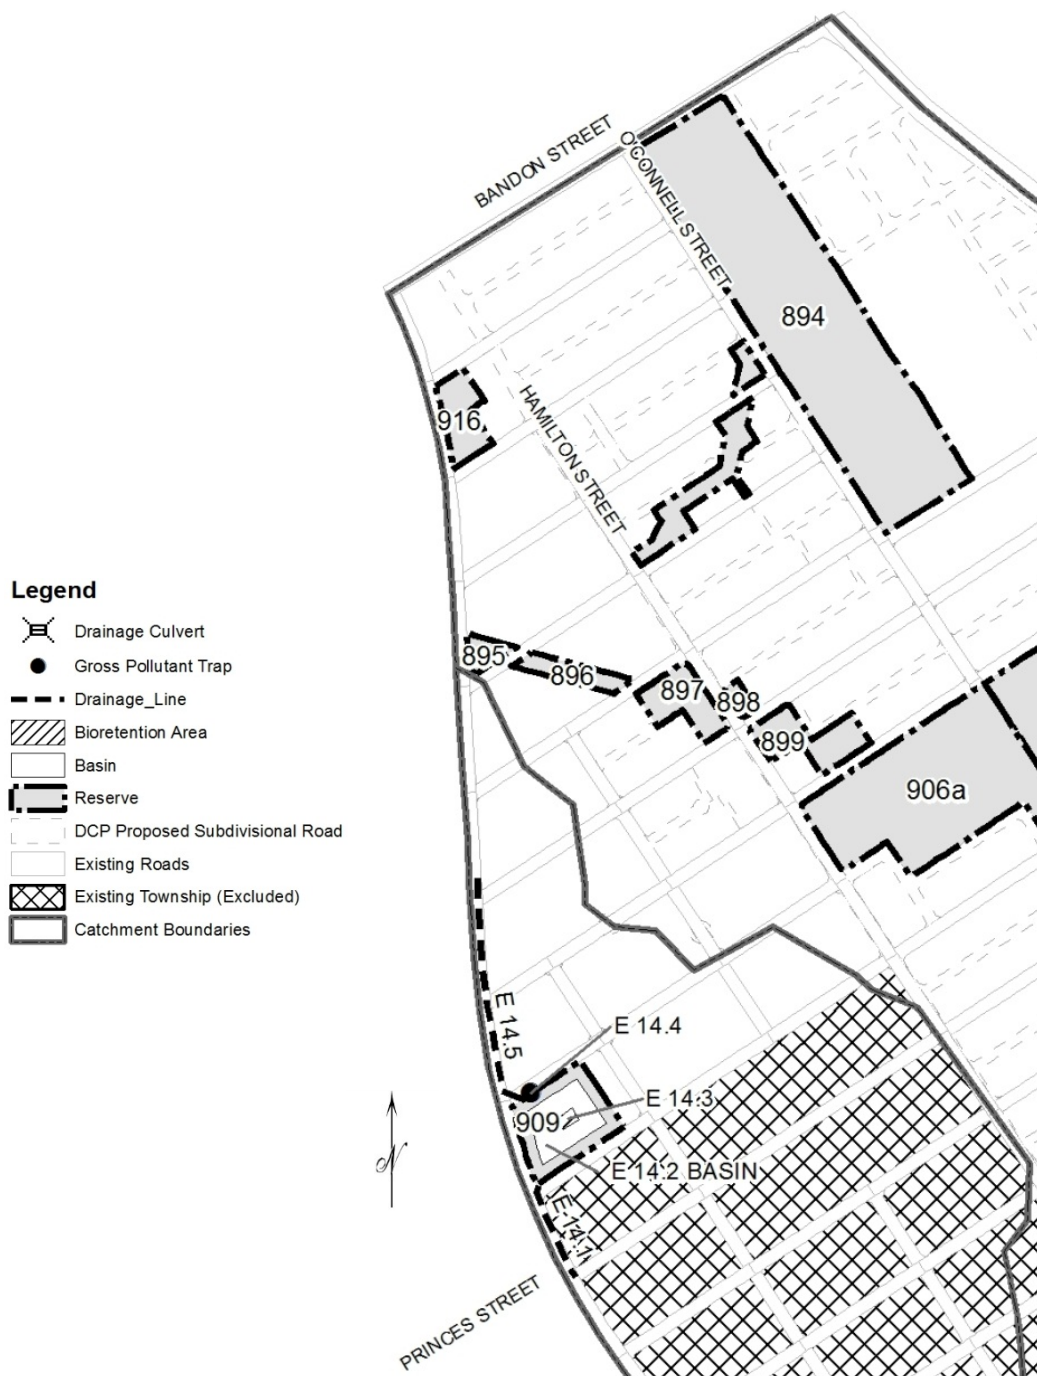 BANDON STREET
O'CONNELL STREET
894
916
HAMILTON STREET
Legend
Drainage Culvert
Gross Pollutant Trap
Drainage_Line
Bioretention Area
Basin
Reserve
DCP Proposed Subdivisional Road
Existing Roads
Existing Township (Excluded)
Catchment Boundaries
895
896
897
898
899
906a
E 14.5
E 14.4
E 14.3
909
E 14.2 BASIN
E 14.1
N
PRINCES STREET